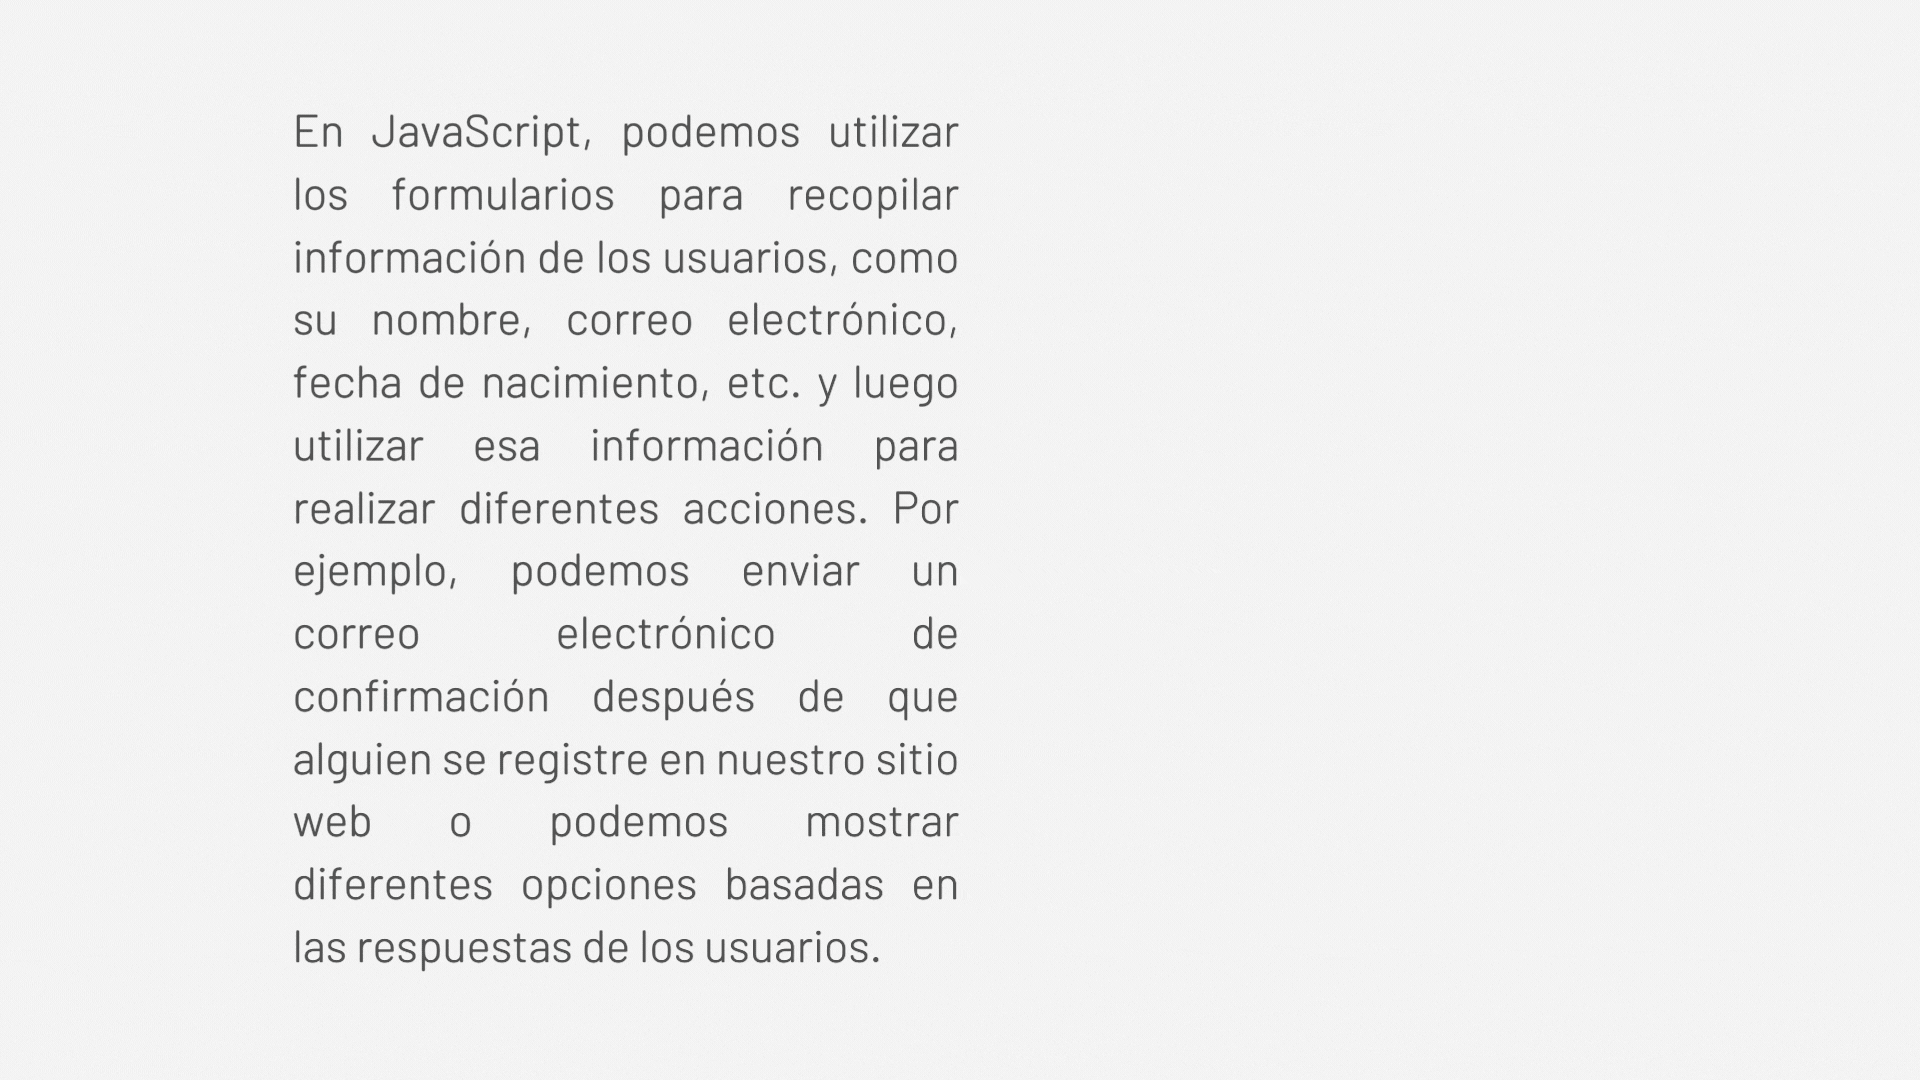 En JavaScript, podemos utilizar
los formularios para recopilar
información de los usuarios, como
su nombre, correo electrónico,
fecha de nacimiento, etc. y luego
utilizar esa información para
realizar diferentes acciones. Por
ejemplo, podemos enviar un
correo electrónico de
confirmación después de que
alguien se registre en nuestro sitio
web o podemos mostrar
diferentes opciones basadas en
las respuestas de los usuarios.